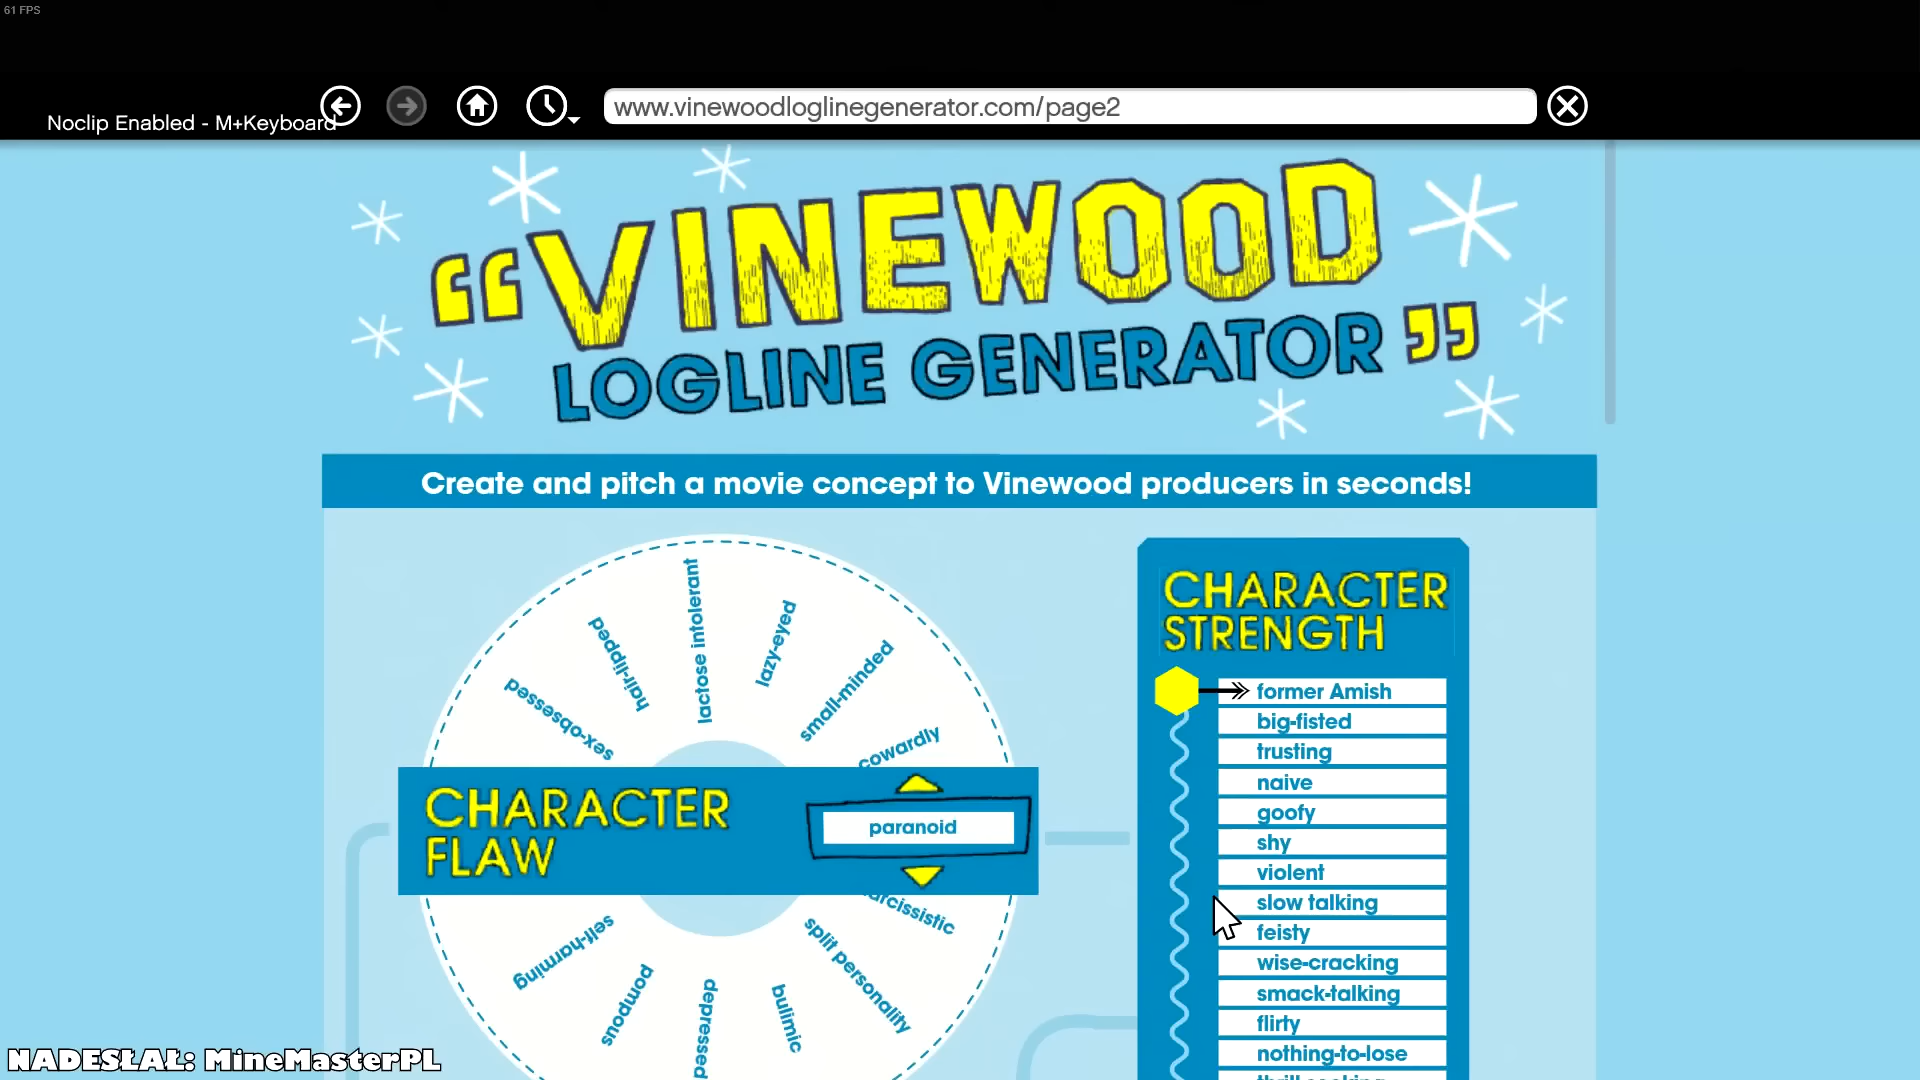 61 FPS
Noclip Enabled - M+Keyboard
www.vinewoodloglinegenerator.com/page2
“VINEWOOD
LOGLINE GENERATOR”
Create and pitch a movie concept to Vinewood producers in seconds!
sex-obsessed
hair-lipped
lactose intolerant
lazy-eyed
small-minded
cowardly
CHARACTER
FLAW
paranoid
self-harming
pompous
depressed
bulimic
split personality
arcissistic
CHARACTER
STRENGTH
former Amish
big-fisted
trusting
naive
goofy
shy
violent
slow talking
feisty
wise-cracking
smack-talking
flirty
nothing-to-lose
NADESŁAŁ: MineMasterPL